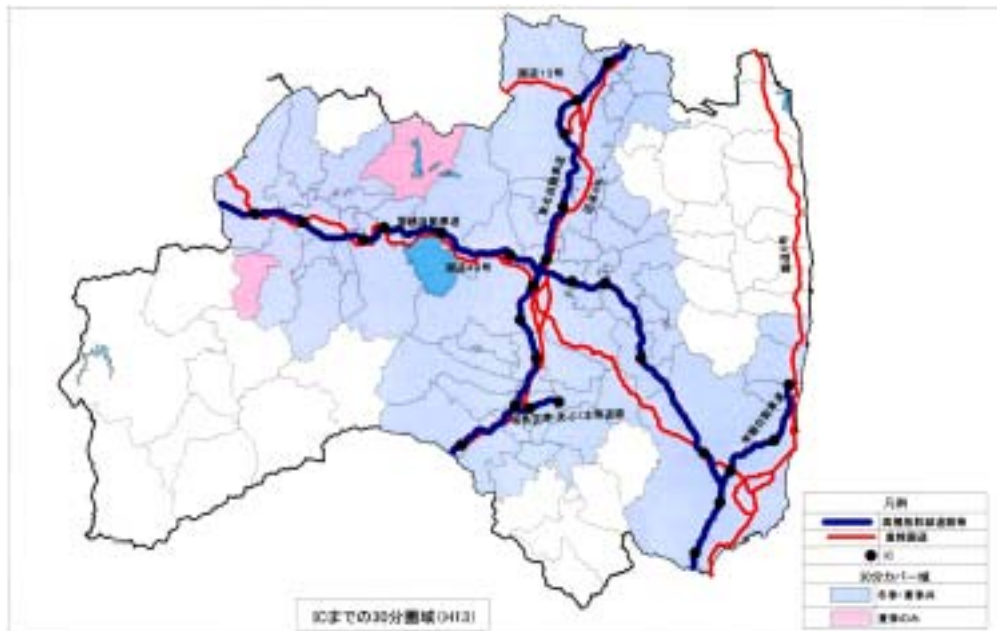 国道13号
東北自動車道
国道4号
磐越自動車道
国道49号
国道6号
常磐自動車道
凡例
高規格幹線道路等
直轄国道
IC
30分カバー域
冬季・夏季共
夏季のみ
ICまでの30分圏域(H13)